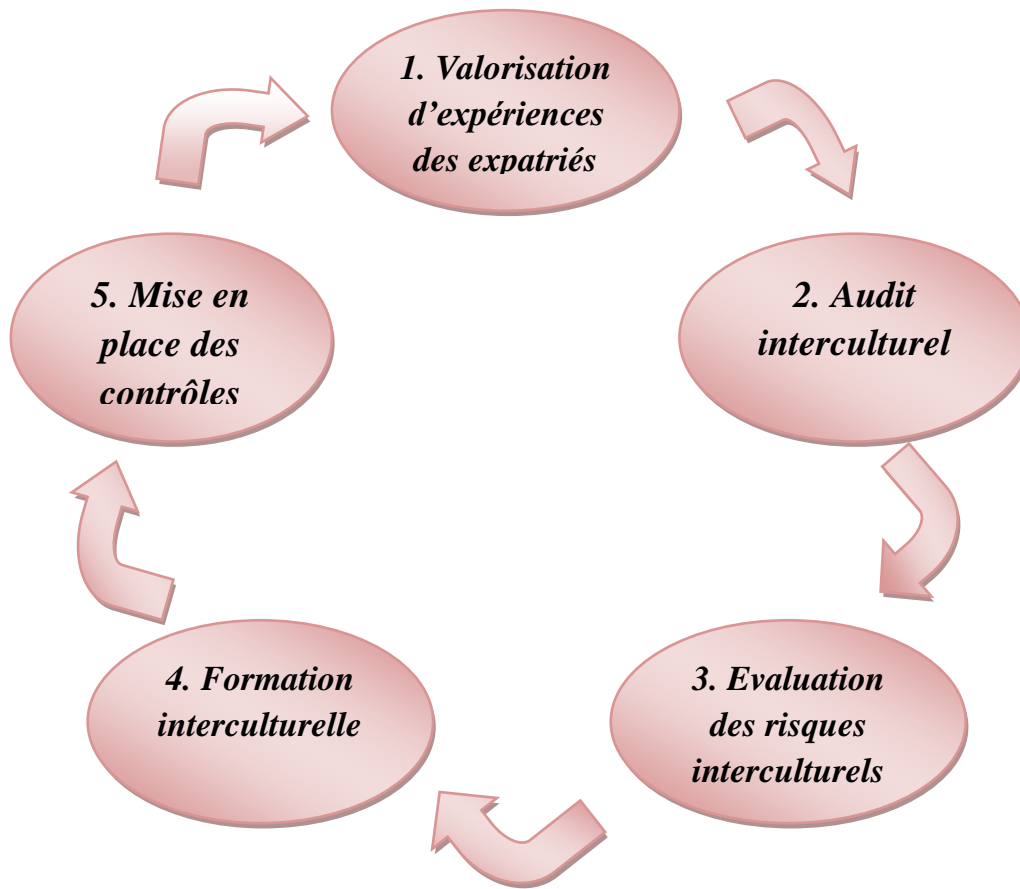 1. Valorisation
d'expériences
des expatriés
2. Audit
interculturel
3. Evaluation
des risques
interculturels
4. Formation
interculturelle
5. Mise en
place des
contrôles